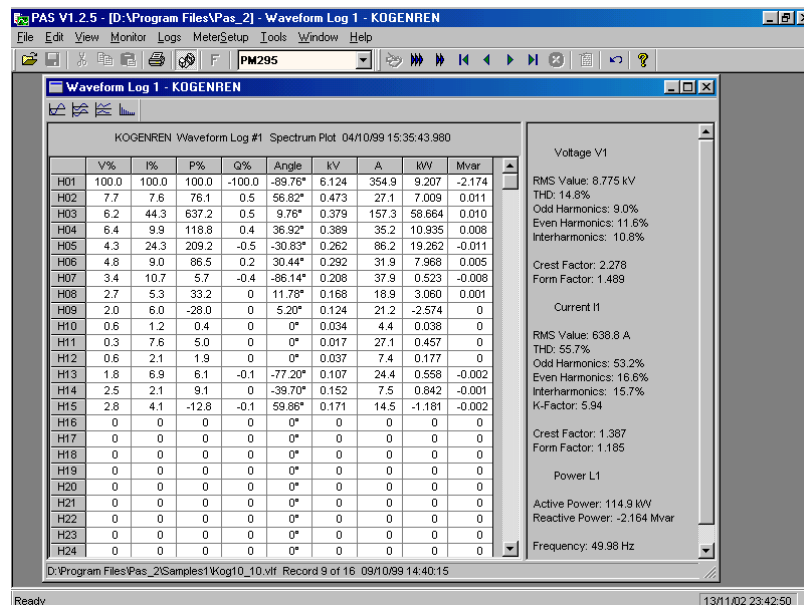 PAS V1.2.5 - [D:\Program Files\Pas_2] - Waveform Log 1 - KOGENREN
File Edit View Monitor Logs MeterSetup Tools Window Help
F PM295
Waveform Log 1 - KOGENREN
KOGENREN Waveform Log #1 Spectrum Plot 04/10/99 15:35:43.980
V% I% P% Q% Angle kV A kW Mvar
H01 100.0 100.0 100.0 -100.0 -89.76° 6.124 354.9 9.207 -2.174
H02 7.7 7.6 76.1 0.5 56.82° 0.473 27.1 7.009 0.011
H03 6.2 44.3 637.2 0.5 9.76° 0.379 157.3 58.664 0.010
H04 6.4 9.9 118.8 0.4 36.92° 0.389 35.2 10.935 0.008
H05 4.3 24.3 209.2 -0.5 -30.83° 0.262 86.2 19.262 -0.011
H06 4.8 9.0 86.5 0.2 30.44° 0.292 31.9 7.968 0.005
H07 3.4 10.7 5.7 -0.4 -86.14° 0.208 37.9 0.523 -0.008
H08 2.7 5.3 33.2 0 11.78° 0.168 18.9 3.060 0.001
H09 2.0 6.0 -28.0 0 5.20° 0.124 21.2 -2.574 0
H10 0.6 1.2 0.4 0 0° 0.034 4.4 0.038 0
H11 0.3 7.6 5.0 0 0° 0.017 27.1 0.457 0
H12 0.6 2.1 1.9 0 0° 0.037 7.4 0.177 0
H13 1.8 6.9 6.1 -0.1 -77.20° 0.107 24.4 0.558 -0.002
H14 2.5 2.1 9.1 0 -39.70° 0.152 7.5 0.842 -0.001
H15 2.8 4.1 -12.8 -0.1 59.86° 0.171 14.5 -1.181 -0.002
H16 0 0 0 0 0° 0 0 0 0
H17 0 0 0 0 0° 0 0 0 0
H18 0 0 0 0 0° 0 0 0 0
H19 0 0 0 0 0° 0 0 0 0
H20 0 0 0 0 0° 0 0 0 0
H21 0 0 0 0 0° 0 0 0 0
H22 0 0 0 0 0° 0 0 0 0
H23 0 0 0 0 0° 0 0 0 0
H24 0 0 0 0 0° 0 0 0 0
Voltage V1
RMS Value: 8.775 kV
THD: 14.8%
Odd Harmonics: 9.0%
Even Harmonics: 11.6%
Interharmonics: 10.8%
Crest Factor: 2.278
Form Factor: 1.489
Current I1
RMS Value: 638.8 A
THD: 55.7%
Odd Harmonics: 53.2%
Even Harmonics: 16.6%
Interharmonics: 15.7%
K-Factor: 5.94
Crest Factor: 1.387
Form Factor: 1.185
Power L1
Active Power: 114.9 kW
Reactive Power: -2.164 Mvar
Frequency: 49.98 Hz
D:\Program Files\Pas_2\Samples1\Kog10_10.vlf Record 9 of 16 09/10/99 14:40:15
Ready 13/11/02 23:42:50